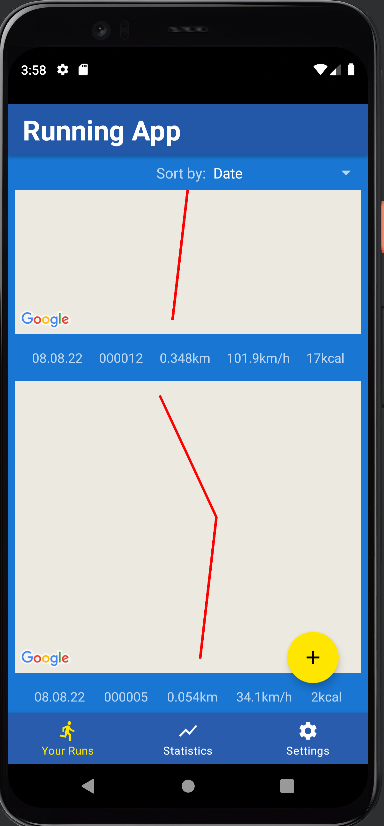 3:58
Running App
Sort by: Date
Google
08.08.22 000012 0.348km 101.9km/h 17kcal
Google
+
08.08.22 000005 0.054km 34.1km/h 2kcal
Your Runs Statistics Settings